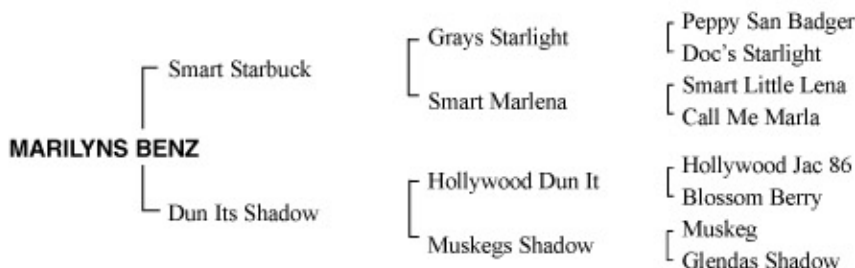 Peppy San Badger
Grays Starlight
Doc's Starlight
Smart Starbuck
Smart Little Lena
Smart Marlena
Call Me Marla
MARILYNS BENZ
Hollywood Jac 86
Hollywood Dun It
Blossom Berry
Dun Its Shadow
Muskeg
Muskegs Shadow
Glendas Shadow